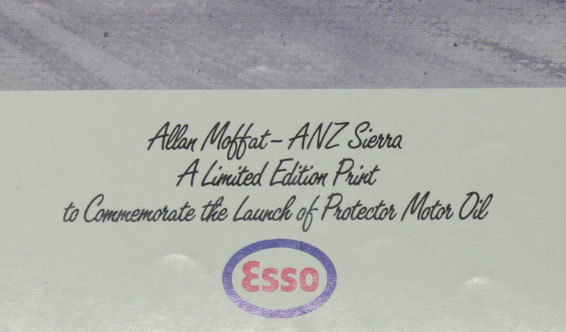 Allan Moffat - ANZ Sierra
A Limited Edition Print
to Commemorate the Launch of Protector Motor Oil
Esso